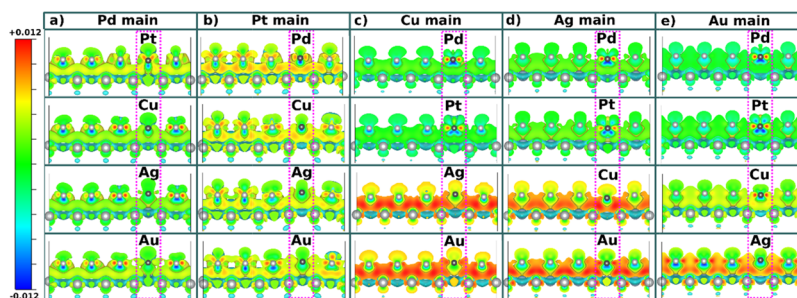 a) Pd main b) Pt main c) Cu main d) Ag main e) Au main
+0.012
Pt Pd Pd Pd Pd
Cu Cu Pt Pt Pt
Ag Ag Ag Cu Cu
Au Au Au Au Ag
-0.012